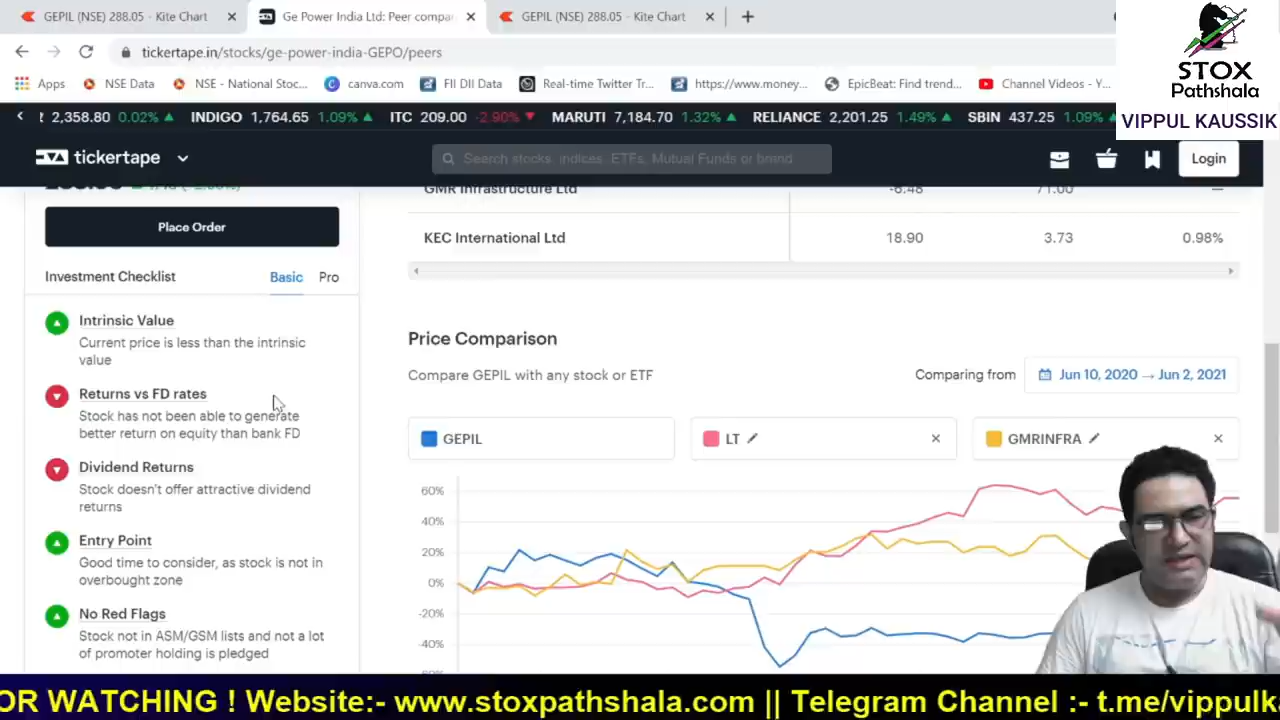 GEPIL (NSE) 288.05 - Kite Chart
Ge Power India Ltd: Peer compar
GEPIL (NSE) 288.05 - Kite Chart
tickertape.in/stocks/ge-power-india-GEPO/peers
Apps
NSE Data
NSE - National Stoc...
canva.com
FII DII Data
Real-time Twitter Tr...
https://www.money...
EpicBeat: Find trend...
Channel Videos - Y...
STOX
Pathshala
VIPPUL KAUSSIK
2,358.80 0.02% INDIGO 1,764.65 1.09% ITC 209.00 -2.90% MARUTI 7,184.70 1.32% RELIANCE 2,201.25 1.49% SBIN 437.25 1.09%
tickertape
Search stocks, indices, ETFs, Mutual Funds or brand
Login
Place Order
Investment Checklist
Basic
Pro
Intrinsic Value
Current price is less than the intrinsic
value
Returns vs FD rates
Stock has not been able to generate
better return on equity than bank FD
Dividend Returns
Stock doesn't offer attractive dividend
returns
Entry Point
Good time to consider, as stock is not in
overbought zone
No Red Flags
Stock not in ASM/GSM lists and not a lot
of promoter holding is pledged
GMR Infrastructure Ltd -6.48 71.00 —
KEC International Ltd 18.90 3.73 0.98%
Price Comparison
Compare GEPIL with any stock or ETF
Comparing from
Jun 10, 2020 → Jun 2, 2021
GEPIL
LT
GMRINFRA
60%
40%
20%
0%
-20%
-40%
OR WATCHING ! Website:- www.stoxpathshala.com || Telegram Channel :- t.me/vippulk